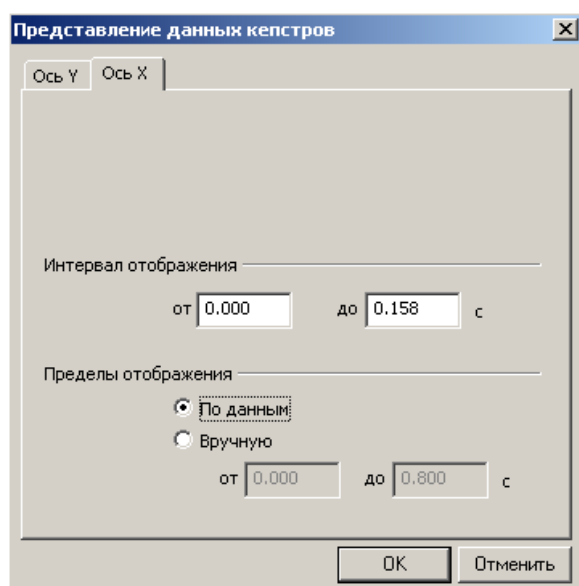 Представление данных кепстров
Ось Y Ось X
Интервал отображения
от 0.000 до 0.158 с
Пределы отображения
По данным
Вручную
от 0.000 до 0.800 с
OK Отменить